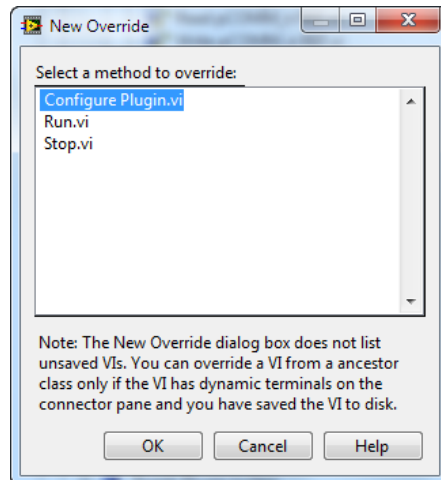 New Override
Select a method to override:
Configure Plugin.vi
Run.vi
Stop.vi
Note: The New Override dialog box does not list
unsaved VIs. You can override a VI from a ancestor
class only if the VI has dynamic terminals on the
connector pane and you have saved the VI to disk.
OK
Cancel
Help